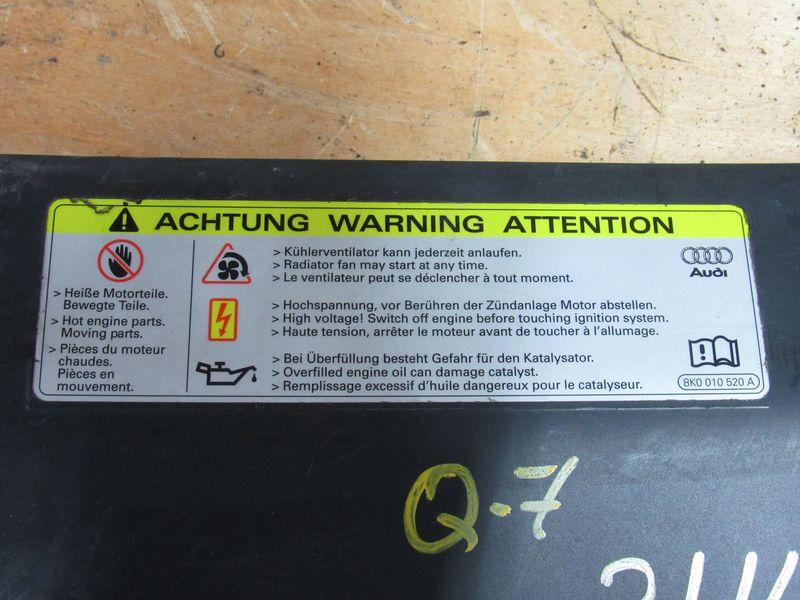 ACHTUNG WARNING ATTENTION
> Heiße Motorteile.
Bewegte Teile.
> Hot engine parts.
Moving parts.
> Pièces du moteur
chaudes.
Pièces en
mouvement.
> Kühlerventilator kann jederzeit anlaufen.
> Radiator fan may start at any time.
> Le ventilateur peut se déclencher à tout moment.
> Hochspannung, vor Berühren der Zündanlage Motor abstellen.
> High voltage! Switch off engine before touching ignition system.
> Haute tension, arrêter le moteur avant de toucher à l'allumage.
> Bei Überfüllung besteht Gefahr für den Katalysator.
> Overfilled engine oil can damage catalyst.
> Remplissage excessif d'huile dangereux pour le catalyseur.
Audi
8K0 010 520 A
Q-7